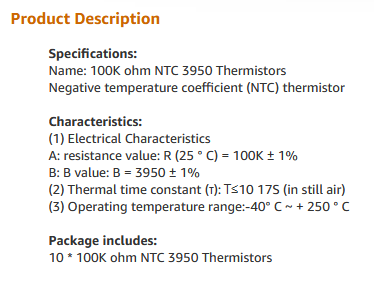 Product Description
Specifications:
Name: 100K ohm NTC 3950 Thermistors
Negative temperature coefficient (NTC) thermistor
Characteristics:
(1) Electrical Characteristics
A: resistance value: R (25 ° C) = 100K ± 1%
B: B value: B = 3950 ± 1%
(2) Thermal time constant (τ): T≤10 17S (in still air)
(3) Operating temperature range:-40° C ~ + 250 ° C
Package includes:
10 * 100K ohm NTC 3950 Thermistors